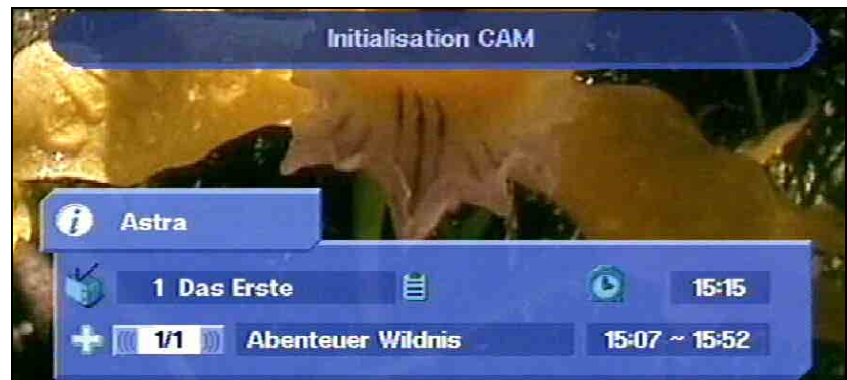 Initialisation CAM
i Astra
1 Das Erste 15:15
1/1 Abenteuer Wildnis 15:07 ~ 15:52